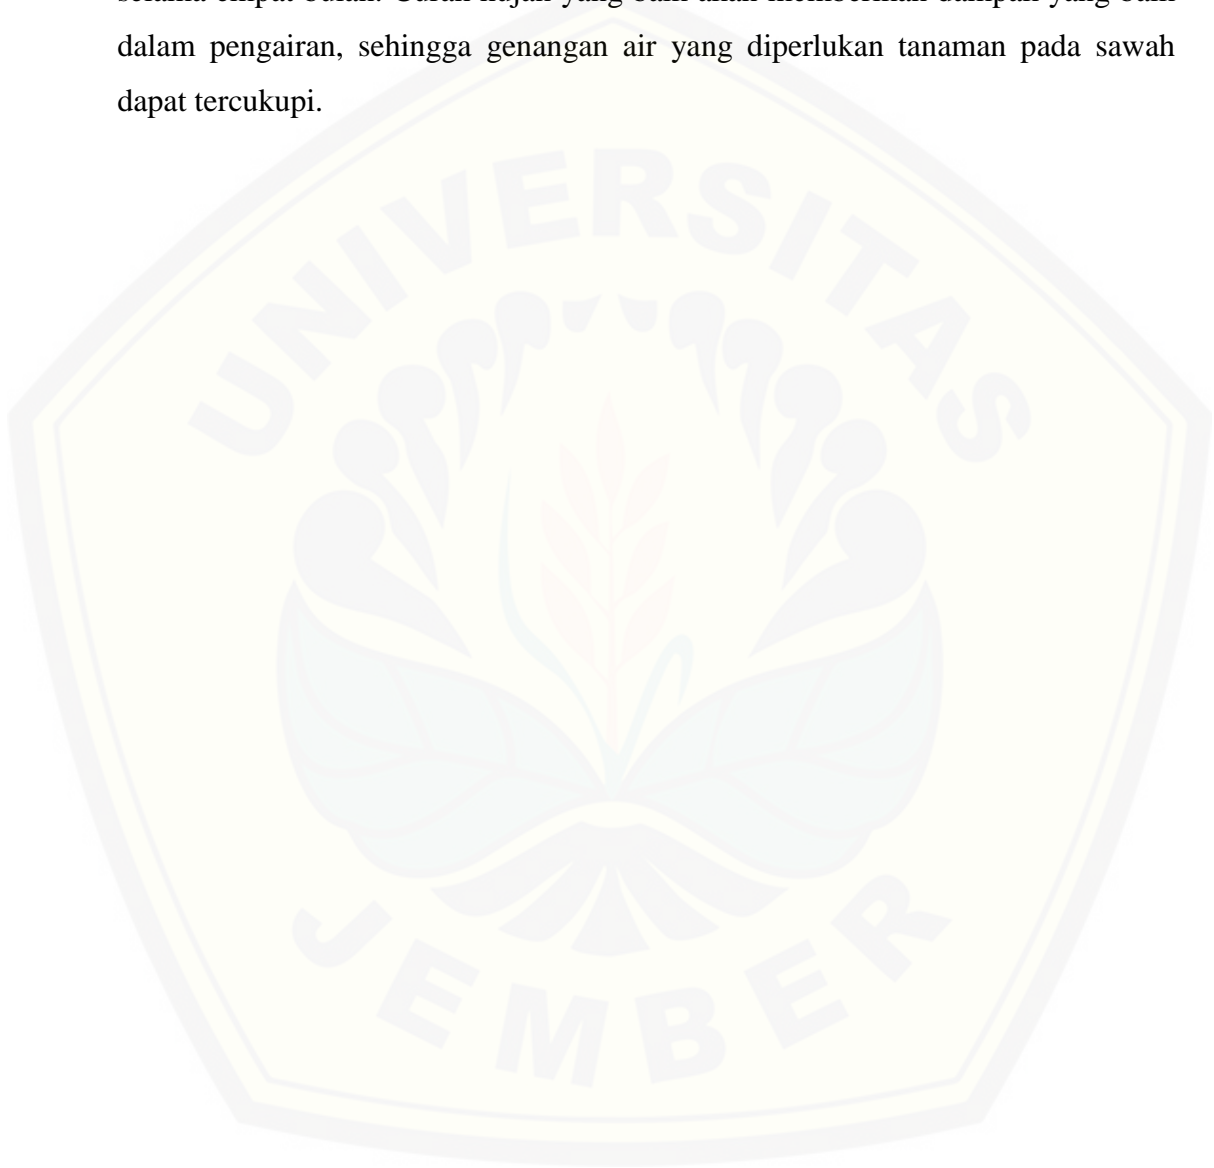 dalam pengairan, sehingga genangan air yang diperlukan tanaman pada sawah
dapat tercukupi.
UNIVERSITAS
JEMBER